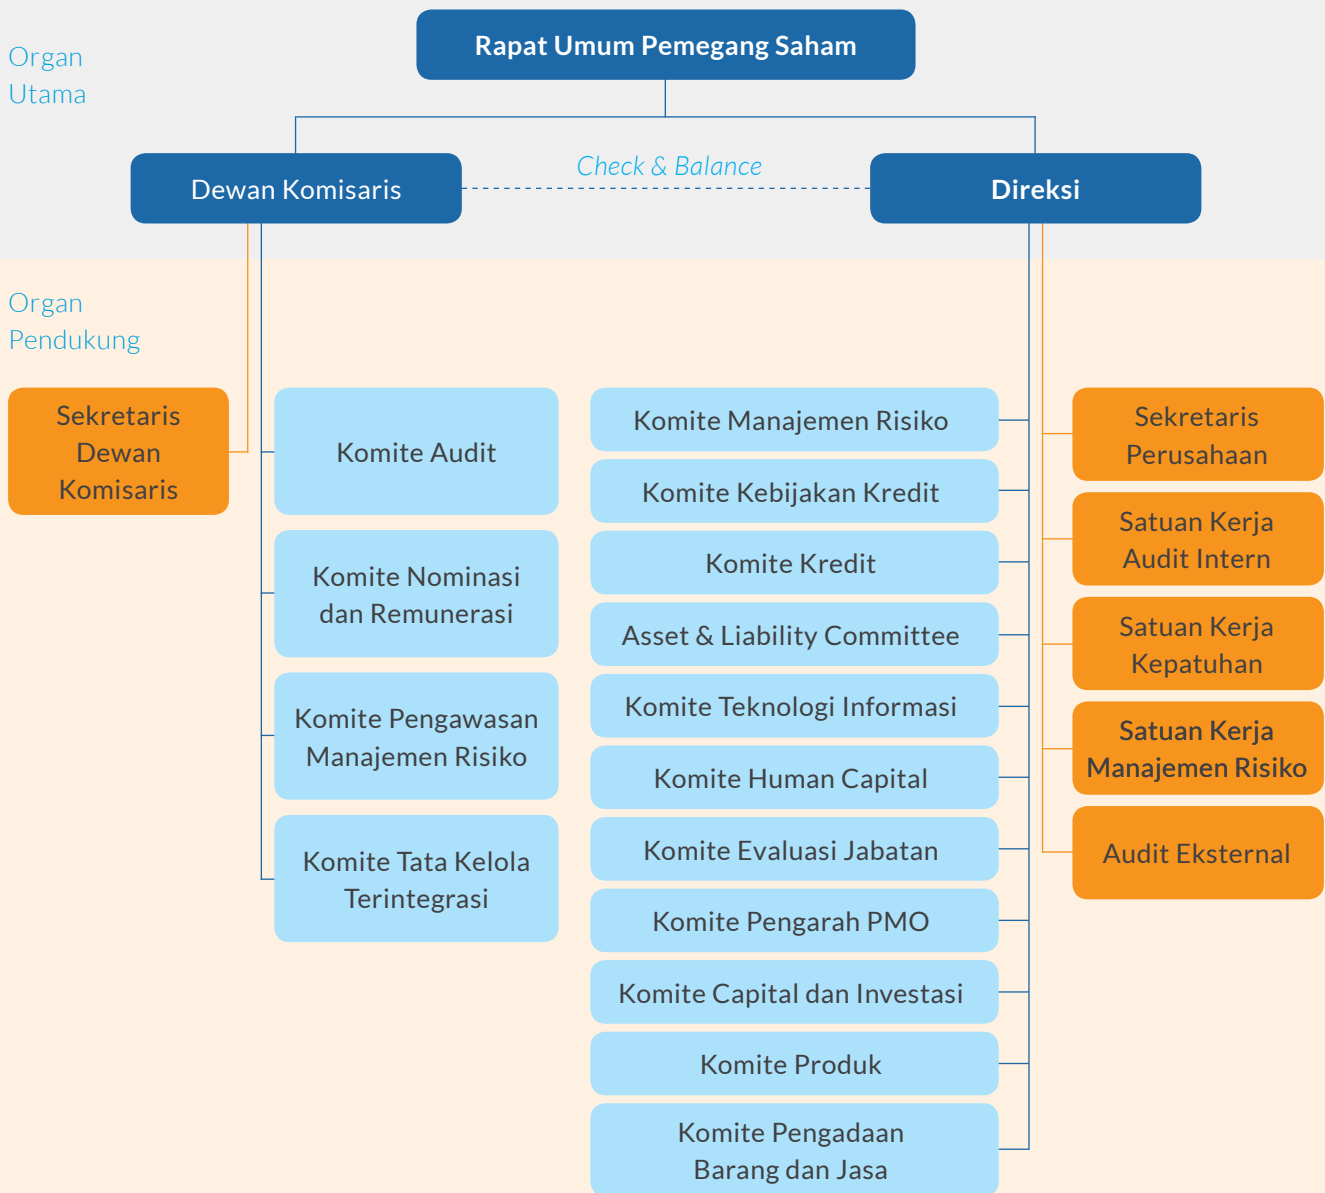 Organ
Utama
Rapat Umum Pemegang Saham
Dewan Komisaris
Check & Balance
Direksi
Organ
Pendukung
Sekretaris
Dewan
Komisaris
Komite Audit
Komite Nominasi
dan Remunerasi
Komite Pengawasan
Manajemen Risiko
Komite Tata Kelola
Terintegrasi
Komite Manajemen Risiko
Komite Kebijakan Kredit
Komite Kredit
Asset & Liability Committee
Komite Teknologi Informasi
Komite Human Capital
Komite Evaluasi Jabatan
Komite Pengarah PMO
Komite Capital dan Investasi
Komite Produk
Komite Pengadaan
Barang dan Jasa
Sekretaris
Perusahaan
Satuan Kerja
Audit Intern
Satuan Kerja
Kepatuhan
Satuan Kerja
Manajemen Risiko
Audit Eksternal